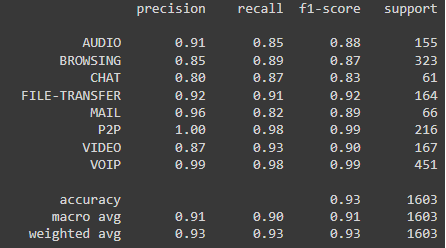 precision recall f1-score support
AUDIO 0.91 0.85 0.88 155
BROWSING 0.85 0.89 0.87 323
CHAT 0.80 0.87 0.83 61
FILE-TRANSFER 0.92 0.91 0.92 164
MAIL 0.96 0.82 0.89 66
P2P 1.00 0.98 0.99 216
VIDEO 0.87 0.93 0.90 167
VOIP 0.99 0.98 0.99 451
accuracy 0.93 1603
macro avg 0.91 0.90 0.91 1603
weighted avg 0.93 0.93 0.93 1603